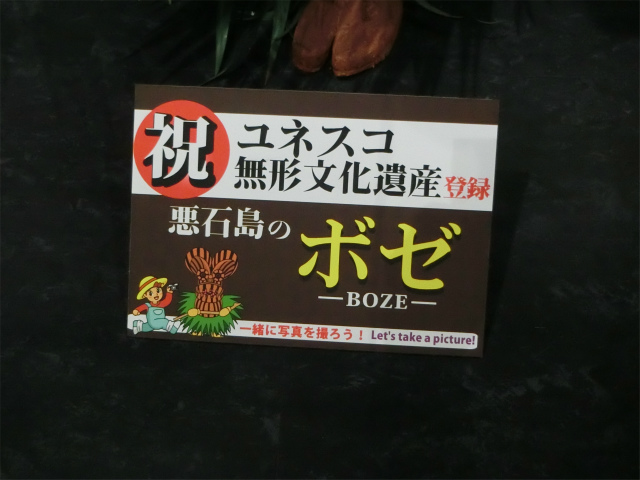 祝
ユネスコ
無形文化遺産登録
悪石島の
ボゼ
—BOZE—
一緒に写真を撮ろう！ Let's take a picture!